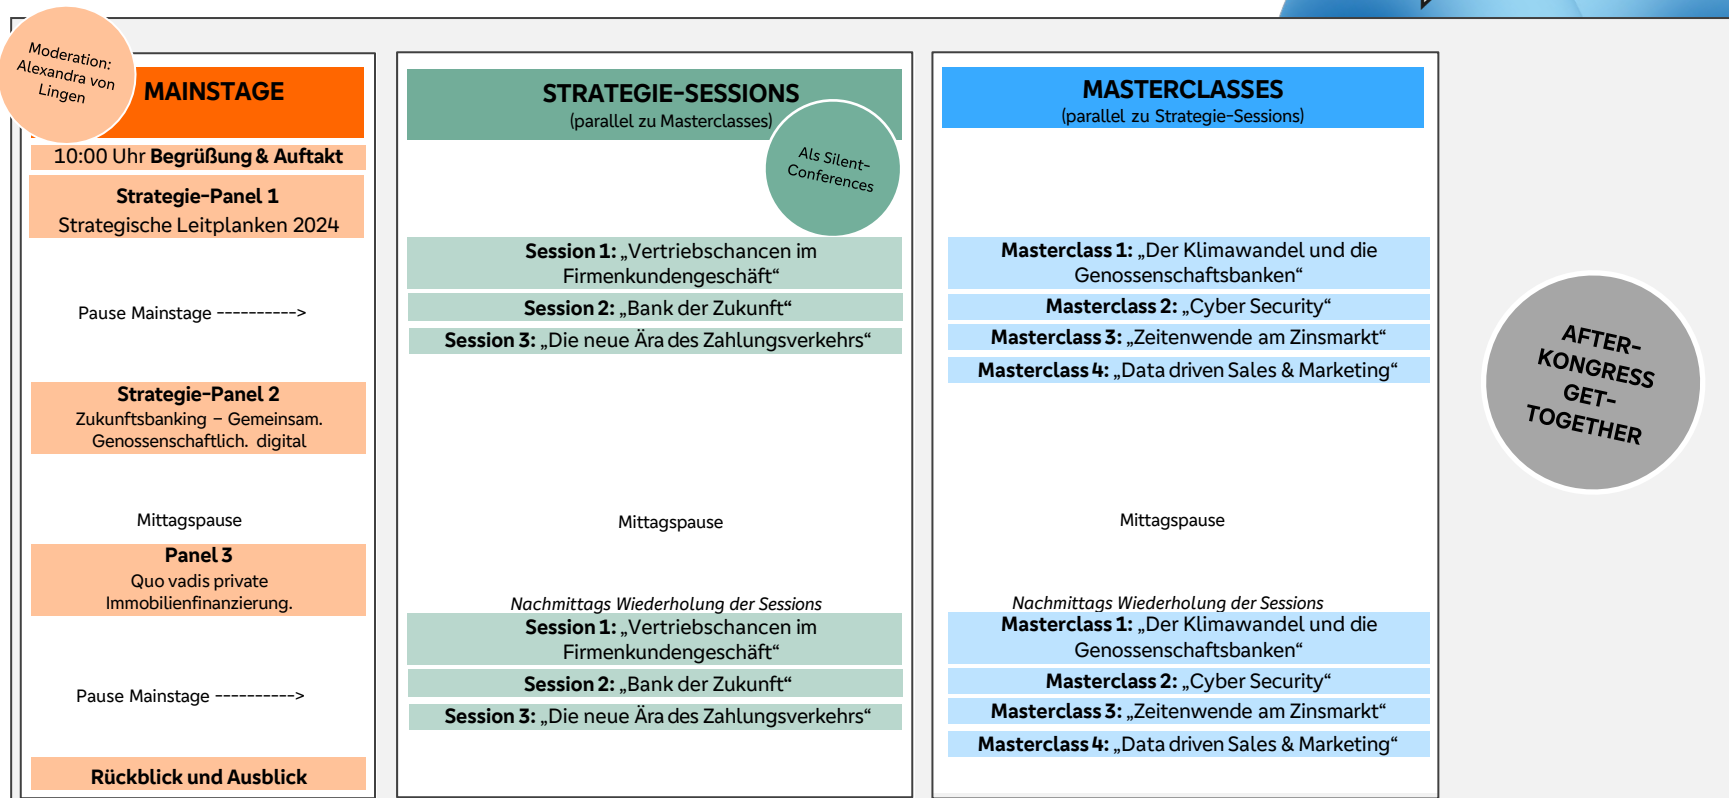 Moderation:
Alexandra von
Lingen
MAINSTAGE
10:00 Uhr Begrüßung & Auftakt
Strategie-Panel 1
Strategische Leitplanken 2024
Pause Mainstage ---------->
Strategie-Panel 2
Zukunftsbanking – Gemeinsam.
Genossenschaftlich. digital
Mittagspause
Panel 3
Quo vadis private
Immobilienfinanzierung.
Pause Mainstage ---------->
Rückblick und Ausblick
STRATEGIE-SESSIONS
(parallel zu Masterclasses)
Als Silent-
Conferences
Session 1: „Vertriebschancen im
Firmenkundengeschäft“
Session 2: „Bank der Zukunft“
Session 3: „Die neue Ära des Zahlungsverkehrs“
Mittagspause
Nachmittags Wiederholung der Sessions
Session 1: „Vertriebschancen im
Firmenkundengeschäft“
Session 2: „Bank der Zukunft“
Session 3: „Die neue Ära des Zahlungsverkehrs“
MASTERCLASSES
(parallel zu Strategie-Sessions)
Masterclass 1: „Der Klimawandel und die
Genossenschaftsbanken“
Masterclass 2: „Cyber Security“
Masterclass 3: „Zeitenwende am Zinsmarkt“
Masterclass 4: „Data driven Sales & Marketing“
Mittagspause
Nachmittags Wiederholung der Sessions
Masterclass 1: „Der Klimawandel und die
Genossenschaftsbanken“
Masterclass 2: „Cyber Security“
Masterclass 3: „Zeitenwende am Zinsmarkt“
Masterclass 4: „Data driven Sales & Marketing“
AFTER-
KONGRESS
GET-
TOGETHER